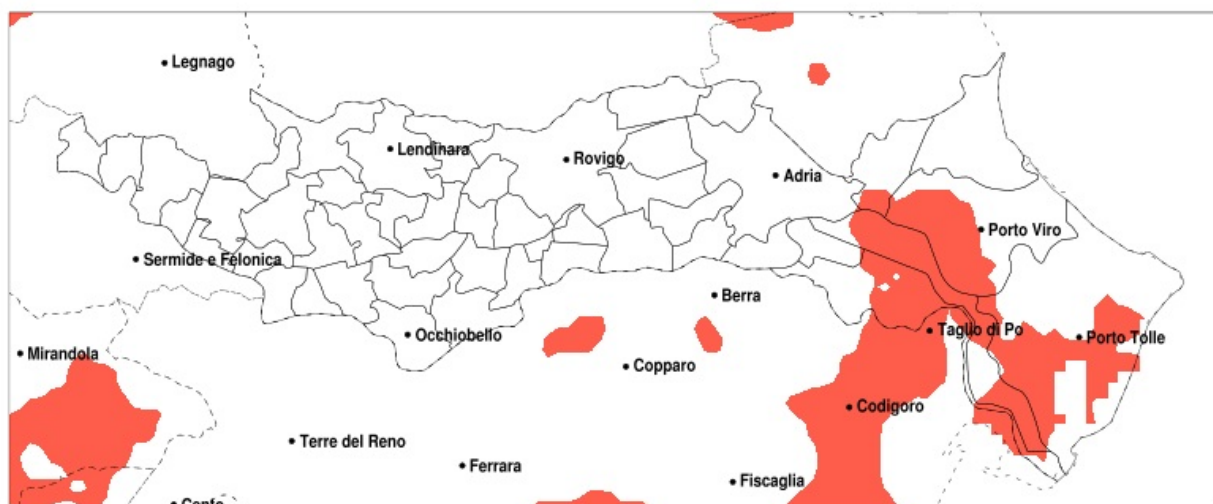 Legnago
Lendinara
Rovigo
Adria
Porto Viro
Sermide e Felonica
Berra
Taglio di Po
Occhiobello
Porto Tolle
Mirandola
Copparo
Codigoro
Terre del Reno
Ferrara
Fiscaglia